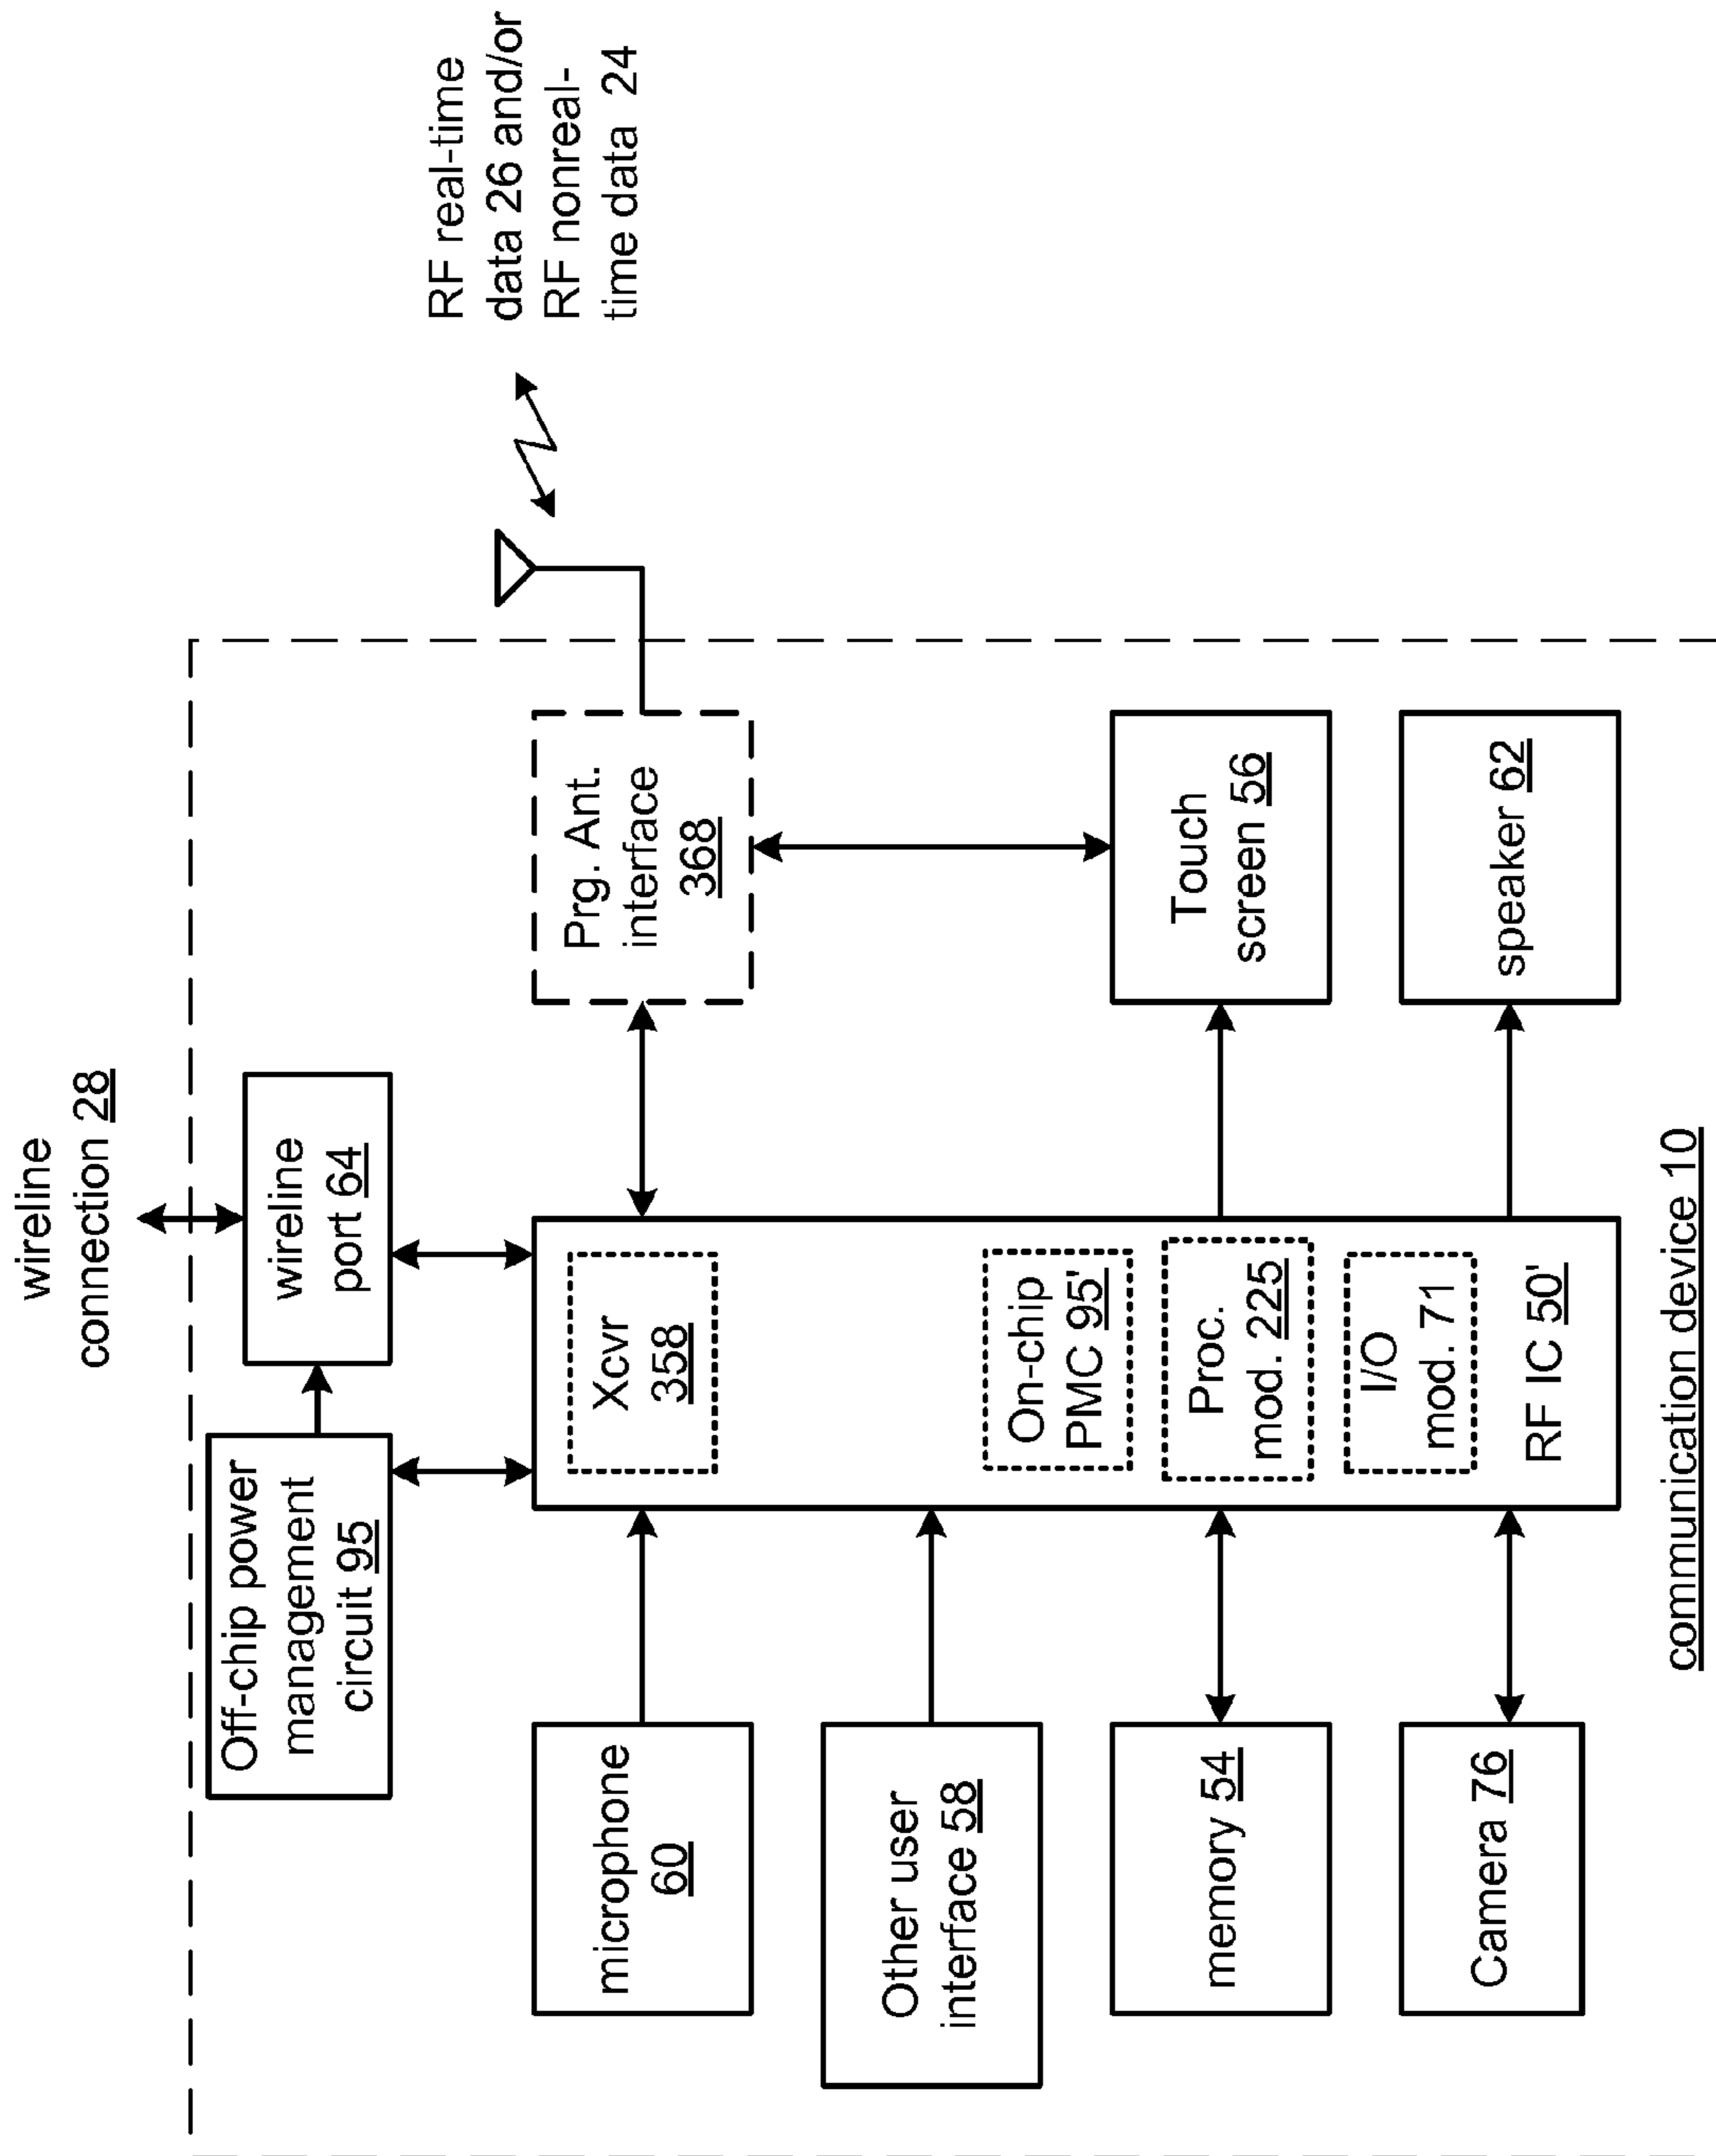 wireline
connection 28
Off-chip power
management
circuit 95
wireline
port 64
RF real-time
data 26 and/or
RF nonreal-
time data 24
microphone
60
Xcvr
358
Prg. Ant.
interface
368
Other user
interface 58
On-chip
PMC 95'
memory 54
Proc.
mod. 225
Touch
screen 56
Camera 76
I/O
mod. 71
RF IC 50'
speaker 62
communication device 10